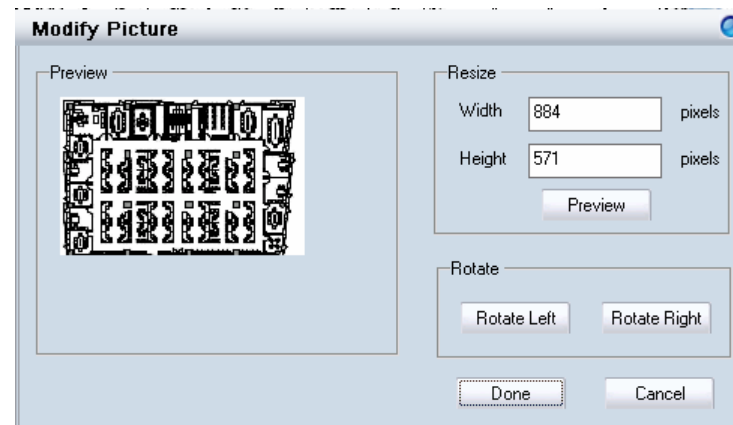 Modify Picture
Preview
Resize
Width 884 pixels
Height 571 pixels
Preview
Rotate
Rotate Left Rotate Right
Done Cancel